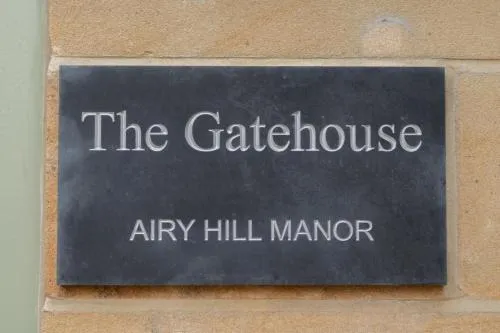 The Gatehouse
AIRY HILL MANOR